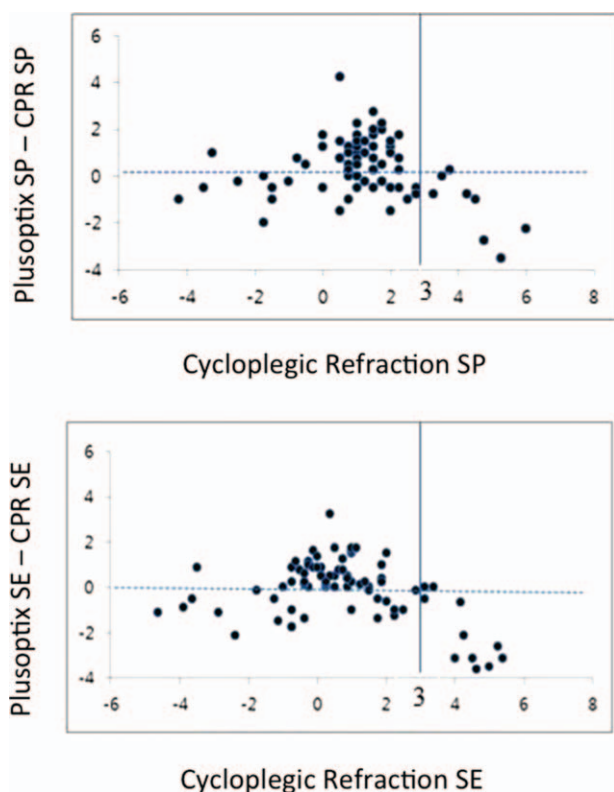 Plusoptix SP – CPR SP
6
4
2
0
-2
-4
-6 -4 -2 0 2 3 4 6 8
Cycloplegic Refraction SP
Plusoptix SE – CPR SE
6
4
2
0
-2
-4
-6 -4 -2 0 2 3 4 6 8
Cycloplegic Refraction SE